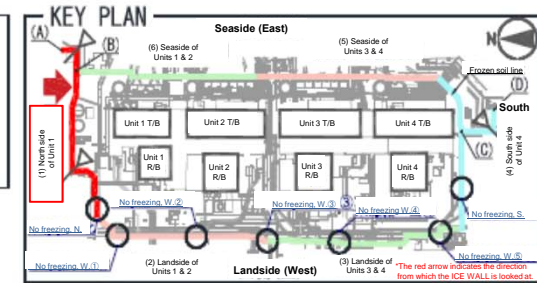 KEY PLAN
Seaside (East)
(A)
(B)
(6) Seaside of
Units 1 & 2
(5) Seaside of
Units 3 & 4
N
Frozen soil line
(D)
South
(1) North side
of Unit 1
Unit 1 T/B
Unit 2 T/B
Unit 3 T/B
Unit 4 T/B
(C)
(4) South side
of Unit 4
Unit 1
R/B
Unit 2
R/B
Unit 3
R/B
Unit 4
R/B
No freezing, N.
No freezing, W.①
No freezing, W.②
No freezing, W.③
③
No freezing, W.④
No freezing, S.
No freezing, W.⑤
(2) Landside of
Units 1 & 2
Landside (West)
(3) Landside of
Units 3 & 4
*The red arrow indicates the direction
from which the ICE WALL is looked at.